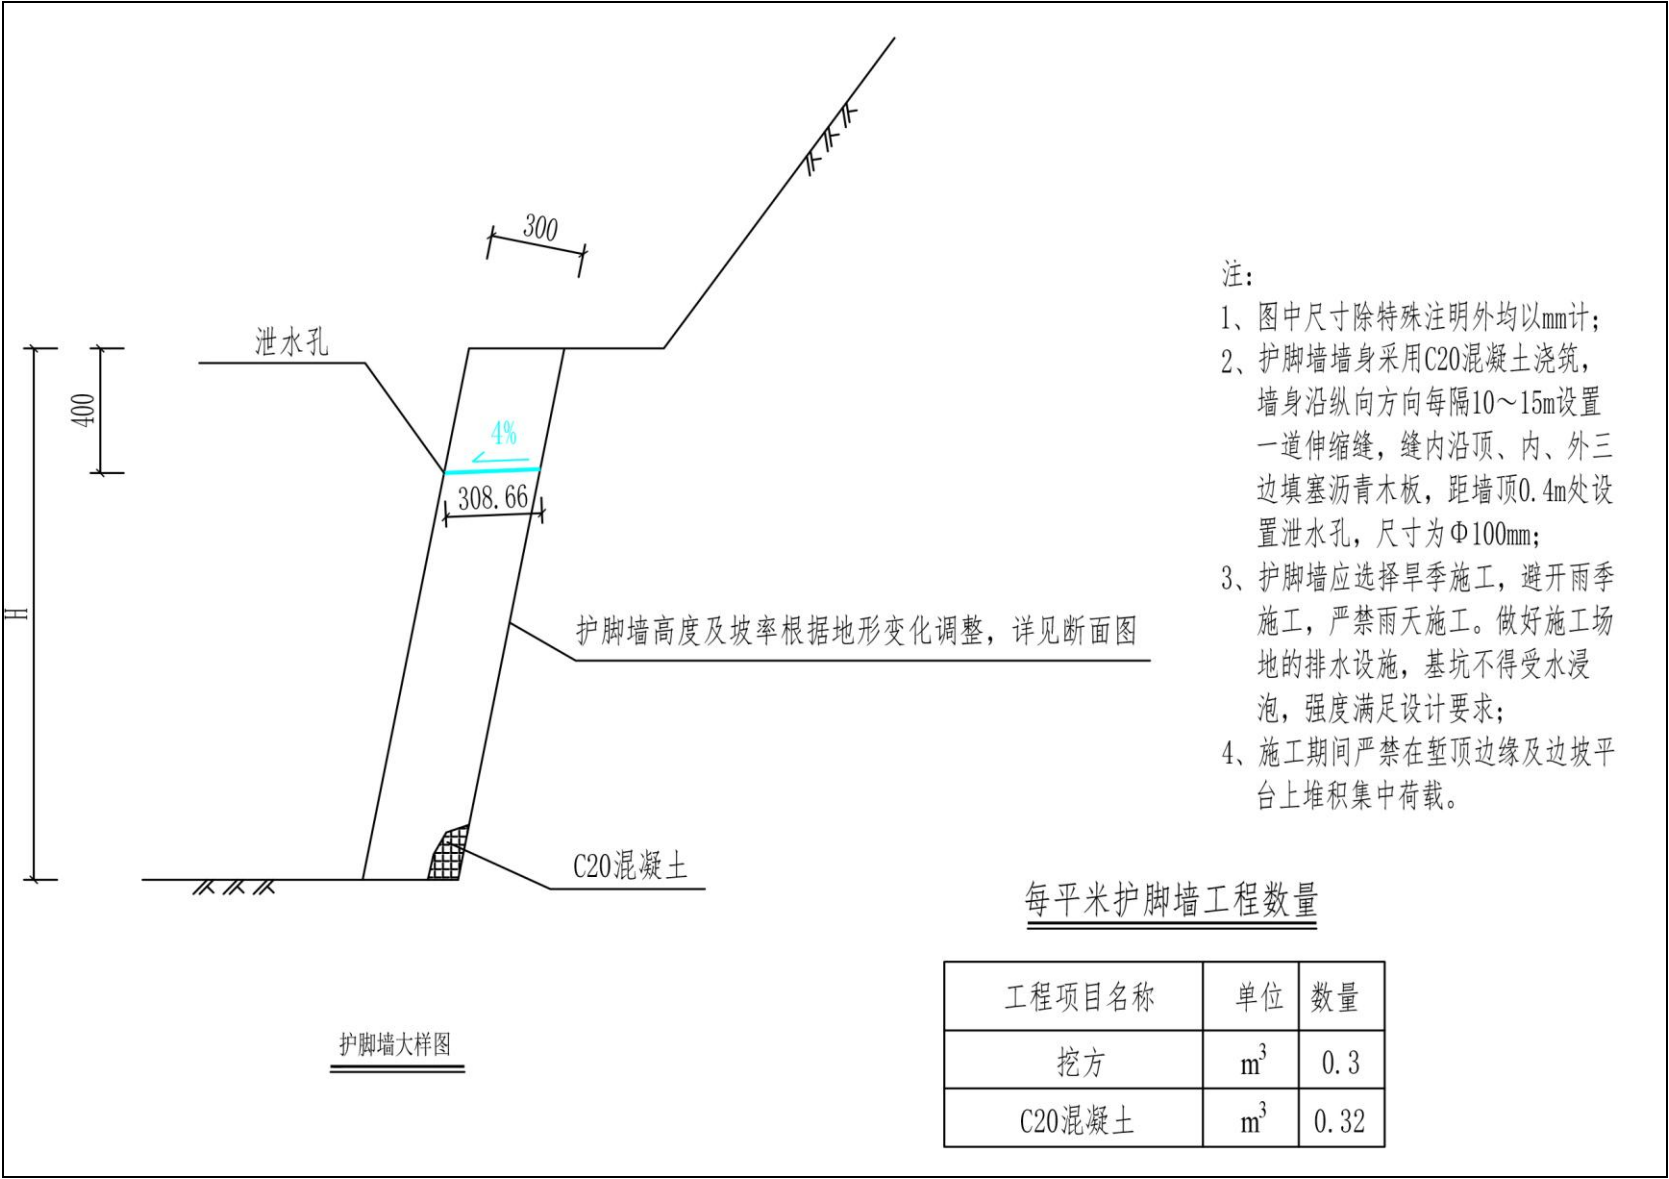 300
泄水孔
400
4%
308.66
H
护脚墙高度及坡率根据地形变化调整，详见断面图
C20混凝土
护脚墙大样图
注：
1、图中尺寸除特殊注明外均以mm计；
2、护脚墙墙身采用C20混凝土浇筑，
墙身沿纵向方向每隔10～15m设置
一道伸缩缝，缝内沿顶、内、外三
边填塞沥青木板，距墙顶0.4m处设
置泄水孔，尺寸为Φ100mm；
3、护脚墙应选择旱季施工，避开雨季
施工，严禁雨天施工。做好施工场
地的排水设施，基坑不得受水浸
泡，强度满足设计要求；
4、施工期间严禁在堑顶边缘及边坡平
台上堆积集中荷载。
每平米护脚墙工程数量
工程项目名称 单位 数量
挖方 m³ 0.3
C20混凝土 m³ 0.32